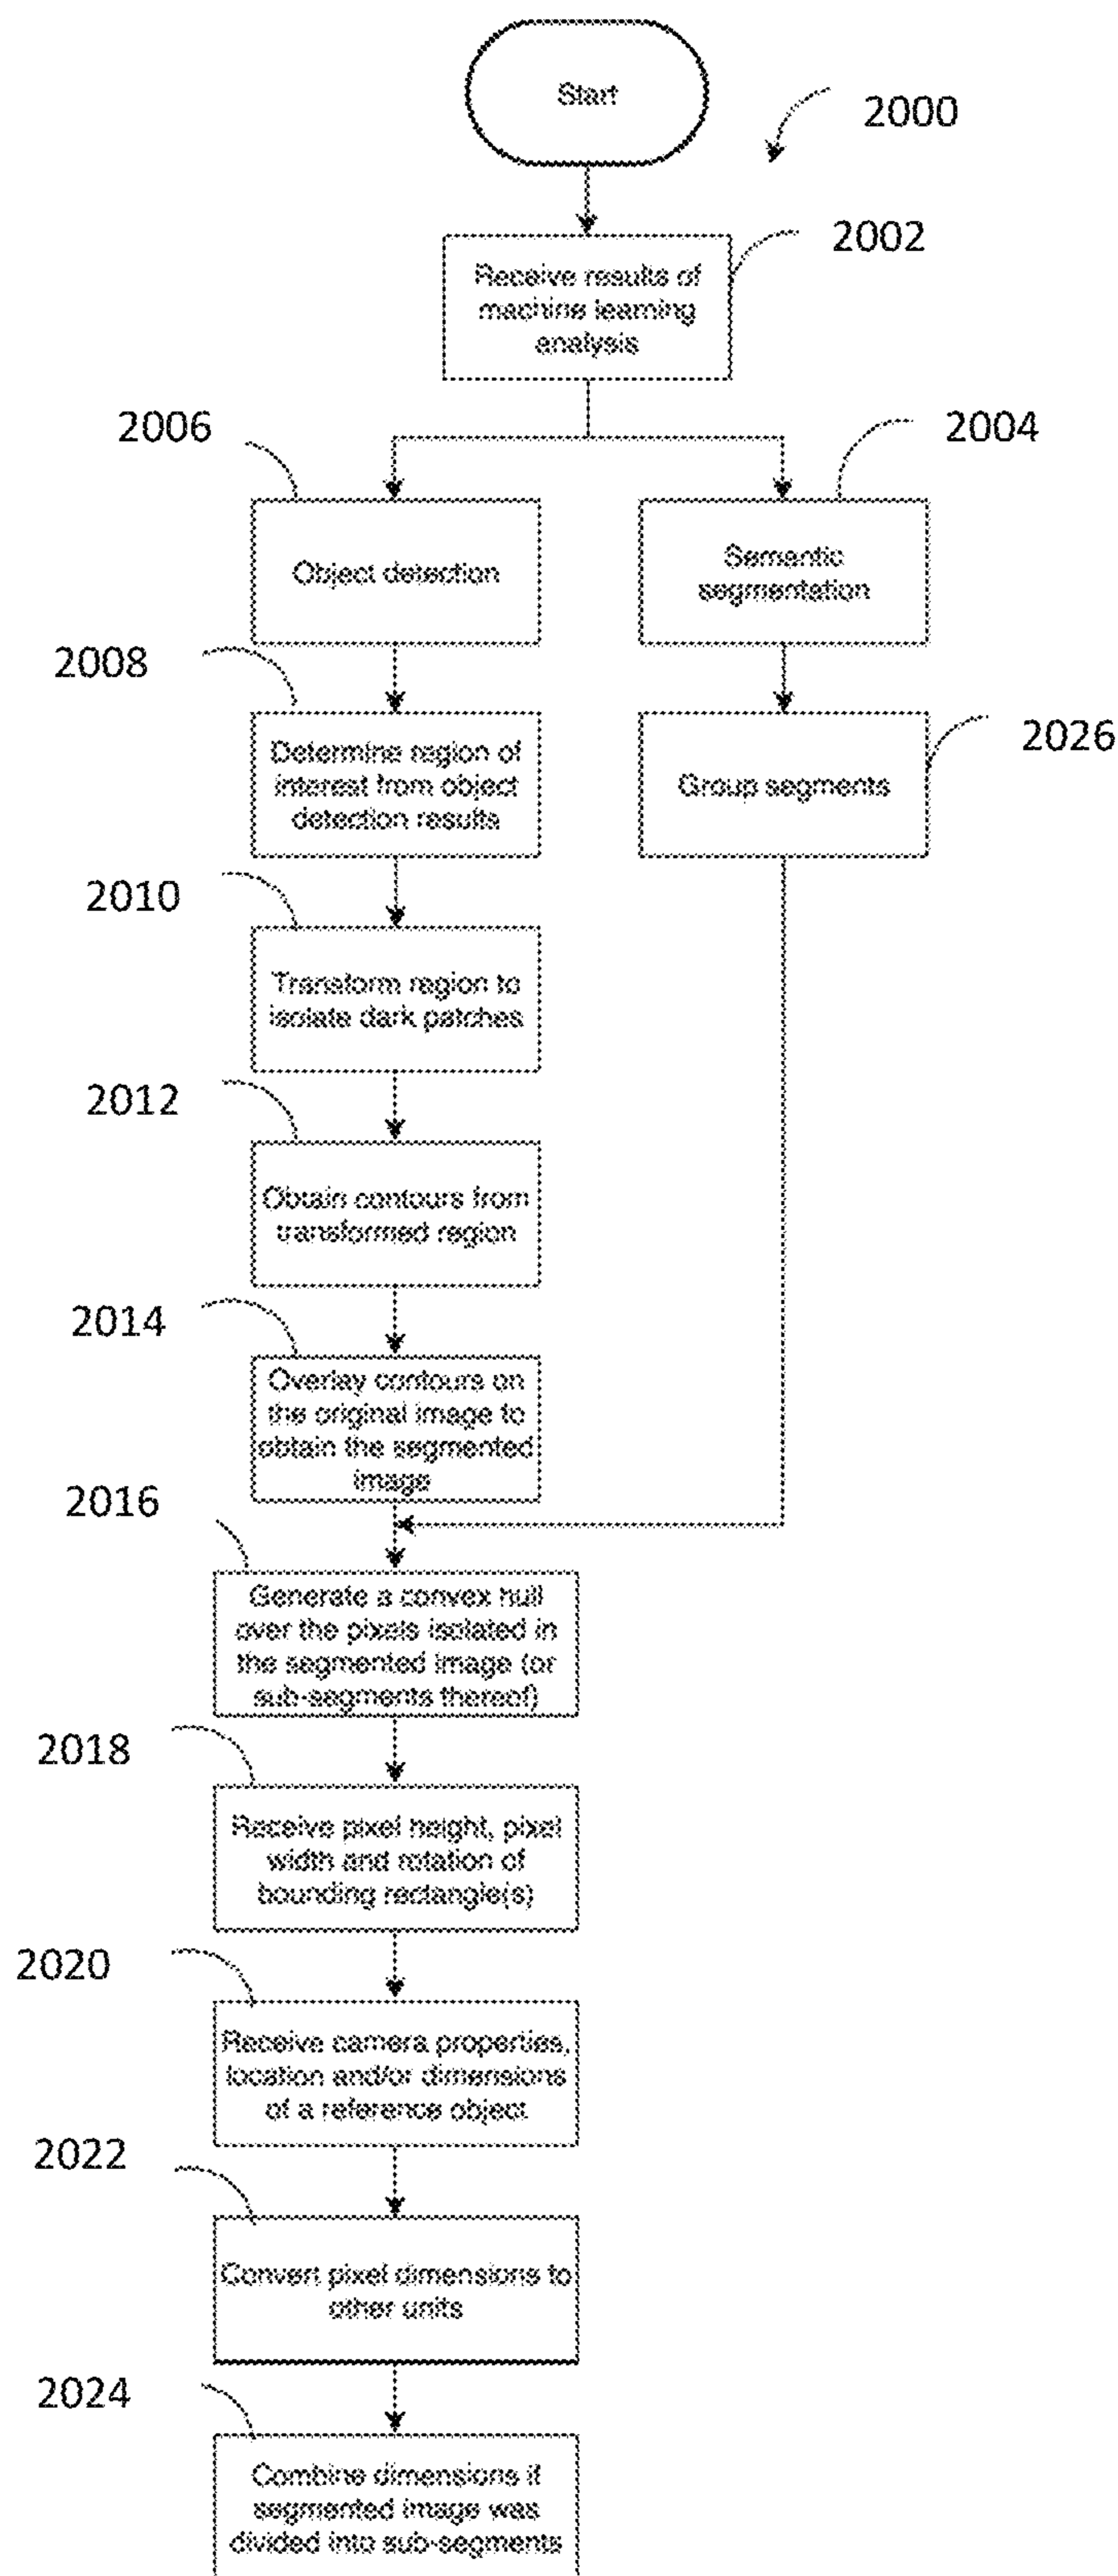 Start
2000
2002
Receive results of
machine learning
analysis
2006
2004
Object detection
Semantic
segmentation
2008
2026
Determine region of
interest from object
detection results
Group segments
2010
Transform region to
isolate dark patches
2012
Obtain contours from
transformed region
2014
Overlay contours on
the original image to
obtain the segmented
image
2016
Generate a convex hull
over the pixels isolated in
the segmented image (or
sub-segments thereof)
2018
Receive pixel height, pixel
width and rotation of
bounding rectangle(s)
2020
Receive camera properties,
location and/or dimensions
of a reference object
2022
Convert pixel dimensions to
other units
2024
Combine dimensions if
segmented image was
divided into sub-segments